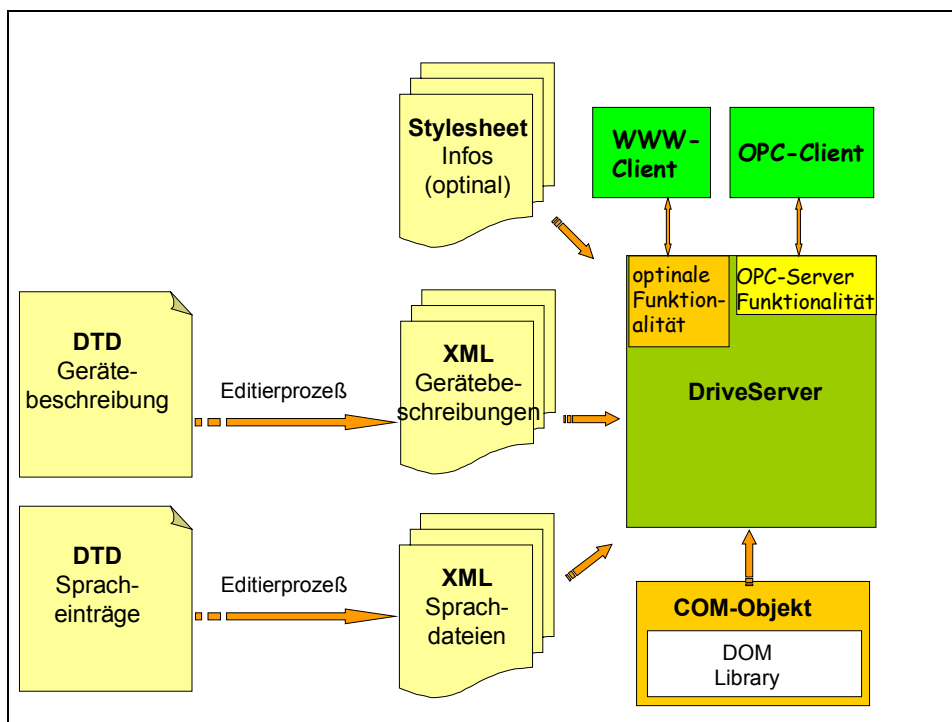 Stylesheet
Infos
(optinal)
WWW-
Client
OPC-Client
optinale
Funktion-
alität
OPC-Server
Funktionalität
DriveServer
DTD
Geräte-
beschreibung
Editierprozeß
XML
Gerätebe-
schreibungen
DTD
Sprach-
einträge
Editierprozeß
XML
Sprach-
dateien
COM-Objekt
DOM
Library